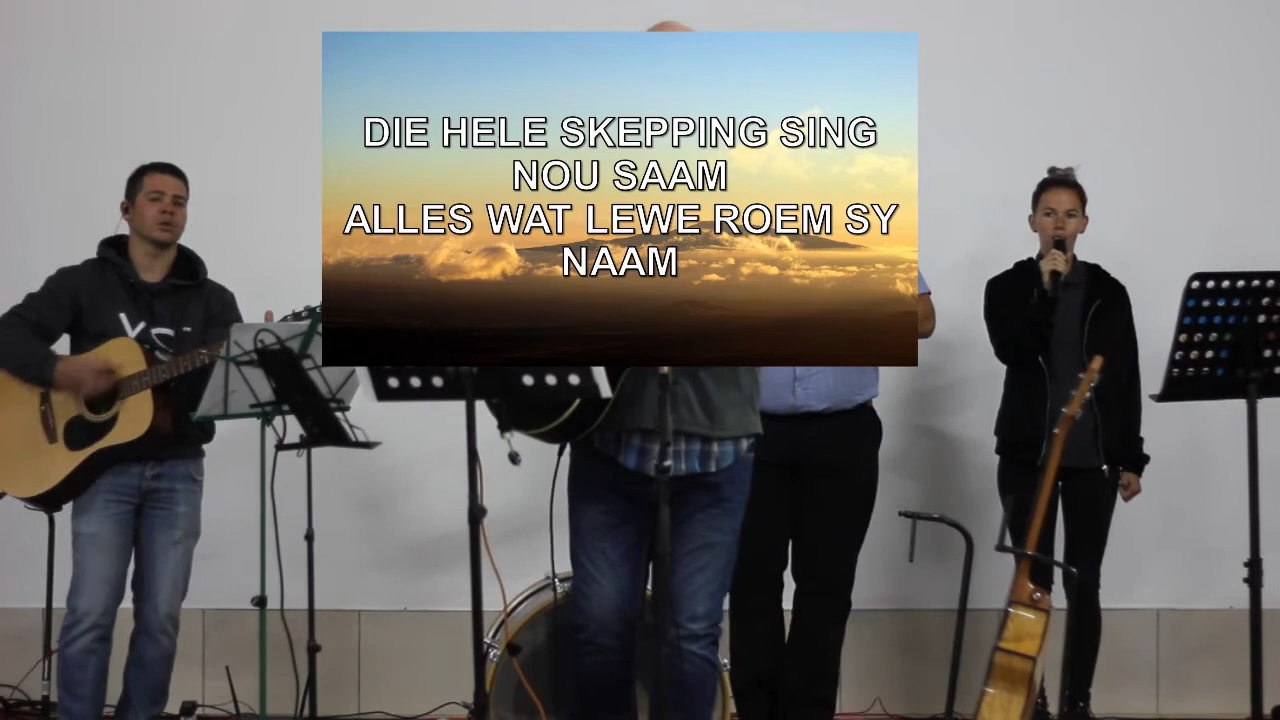 DIE HELE SKEPPING SING
NOU SAAM
ALLES WAT LEWE ROEM SY
NAAM